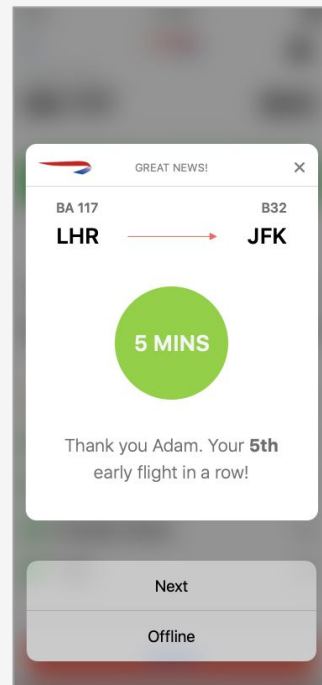 GREAT NEWS!
BA 117 B32
LHR JFK
5 MINS
Thank you Adam. Your 5th
early flight in a row!
Next
Offline